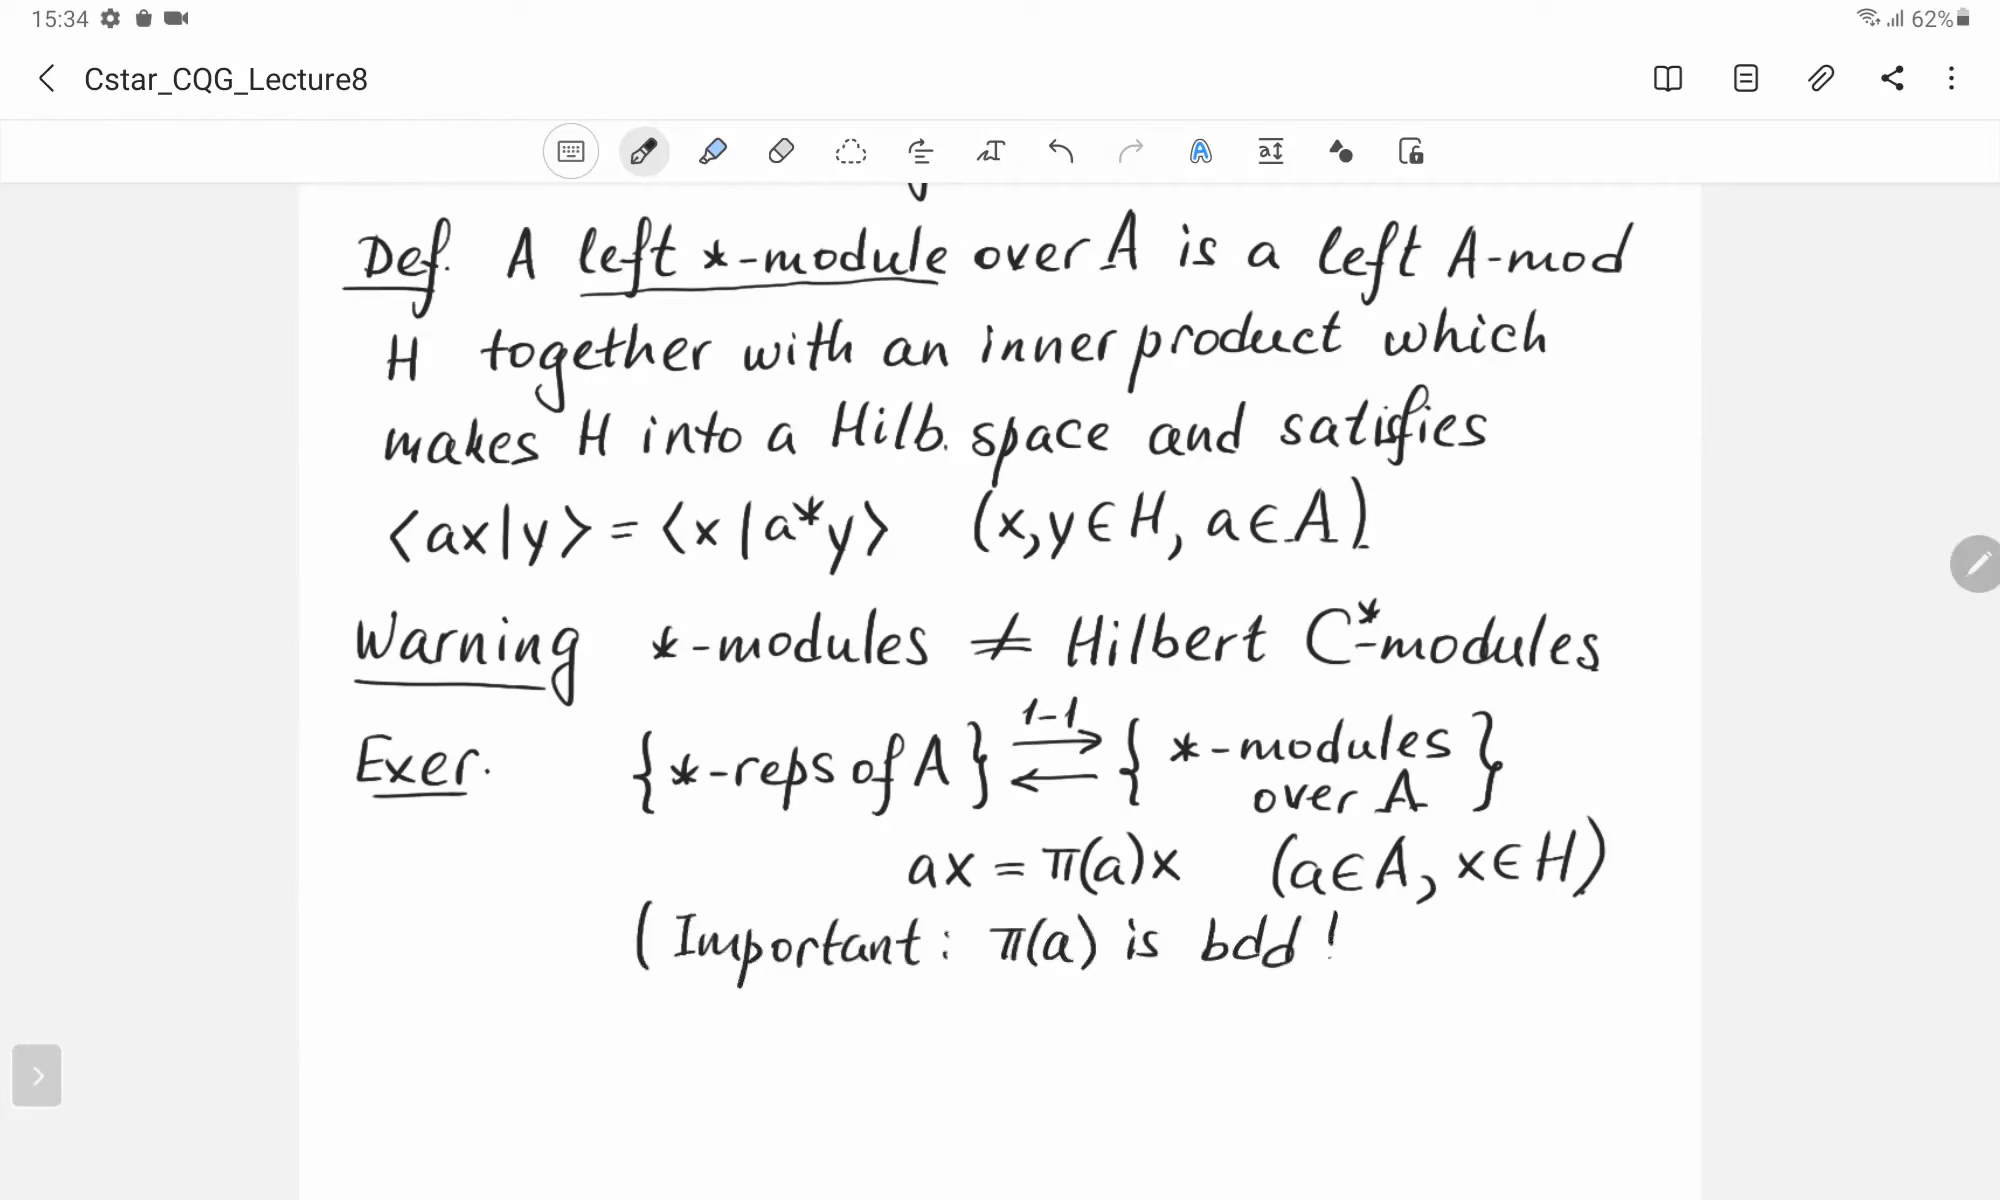 15:34 62%
Cstar_CQG_Lecture8
Def. A left *-module over A is a left A-mod
H together with an inner product which
makes H into a Hilb. space and satisfies
⟨ax|y⟩ = ⟨x|a*y⟩ (x,y∈H, a∈A).
Warning *-modules ≠ Hilbert C*-modules
Exer. {*-reps of A} 1-1 ⇄ {*-modules
over A}
ax = π(a)x (a∈A, x∈H)
(Important: π(a) is bdd!